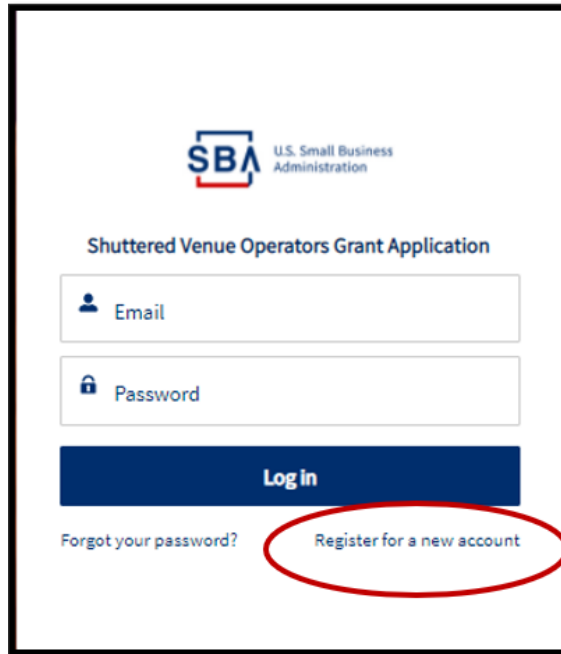 SBA
U.S. Small Business
Administration
Shuttered Venue Operators Grant Application
Email
Password
Log in
Forgot your password?
Register for a new account